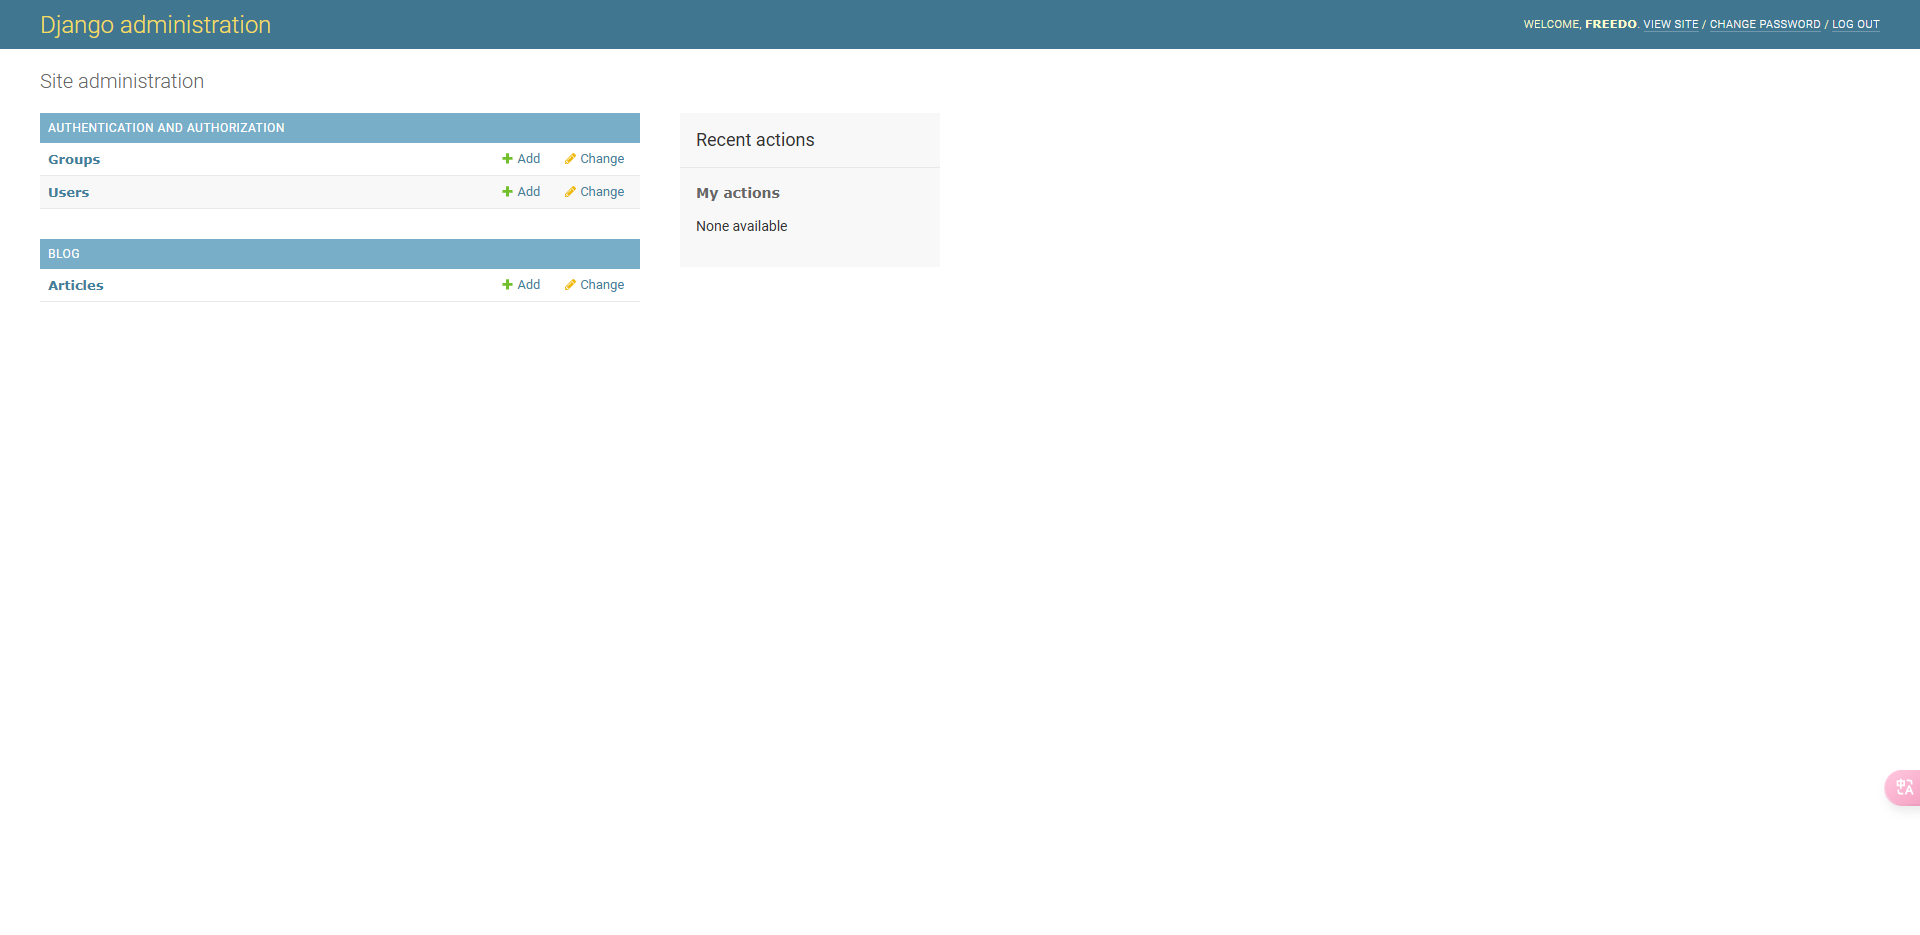 Django administration
WELCOME, FREEDO. VIEW SITE / CHANGE PASSWORD / LOG OUT
Site administration
AUTHENTICATION AND AUTHORIZATION
Groups Add Change
Users Add Change
BLOG
Articles Add Change
Recent actions
My actions
None available